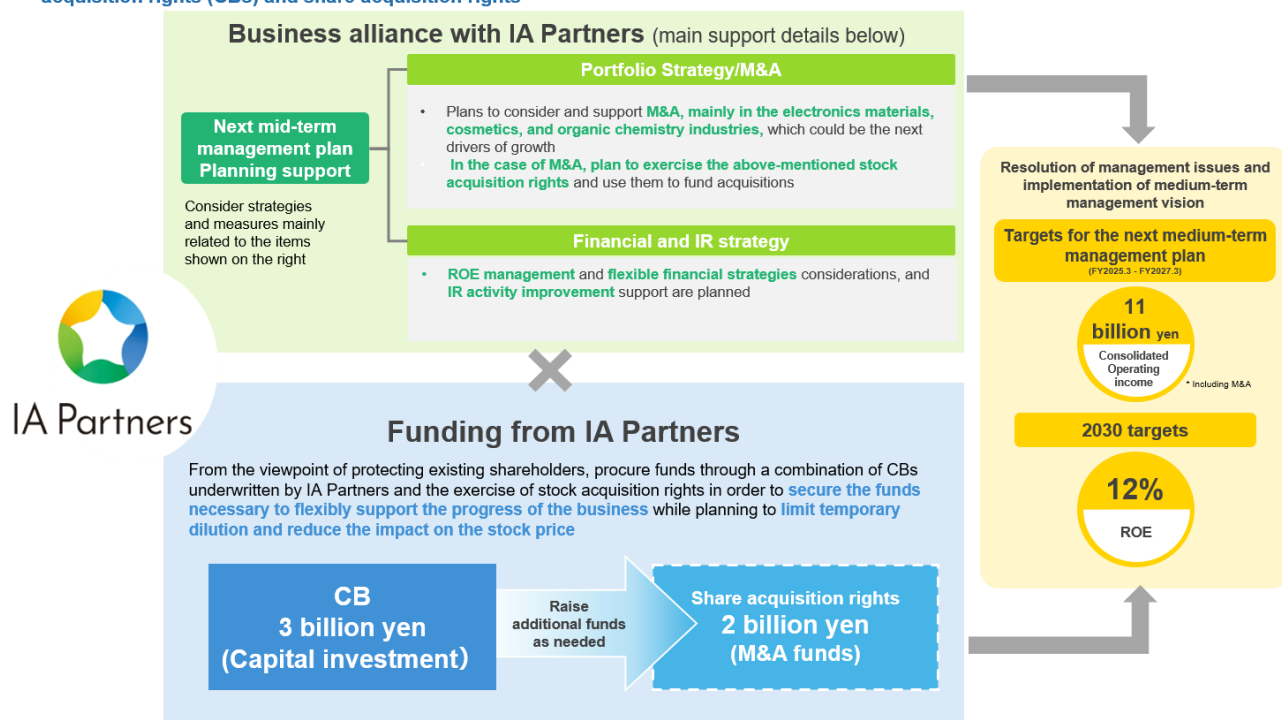 acquisition rights (CBs) and share acquisition rights
Business alliance with IA Partners (main support details below)
Next mid-term
management plan
Planning support
Consider strategies
and measures mainly
related to the items
shown on the right
Portfolio Strategy/M&A
• Plans to consider and support M&A, mainly in the electronics materials,
cosmetics, and organic chemistry industries, which could be the next
drivers of growth
• In the case of M&A, plan to exercise the above-mentioned stock
acquisition rights and use them to fund acquisitions
Financial and IR strategy
• ROE management and flexible financial strategies considerations, and
IR activity improvement support are planned
IA Partners
Funding from IA Partners
From the viewpoint of protecting existing shareholders, procure funds through a combination of CBs
underwritten by IA Partners and the exercise of stock acquisition rights in order to secure the funds
necessary to flexibly support the progress of the business while planning to limit temporary
dilution and reduce the impact on the stock price
CB
3 billion yen
(Capital investment）
Raise
additional funds
as needed
Share acquisition rights
2 billion yen
(M&A funds)
Resolution of management issues and
implementation of medium-term
management vision
Targets for the next medium-term
management plan
(FY2025.3 - FY2027.3)
11
billion yen
Consolidated
Operating
income
* Including M&A
2030 targets
12%
ROE